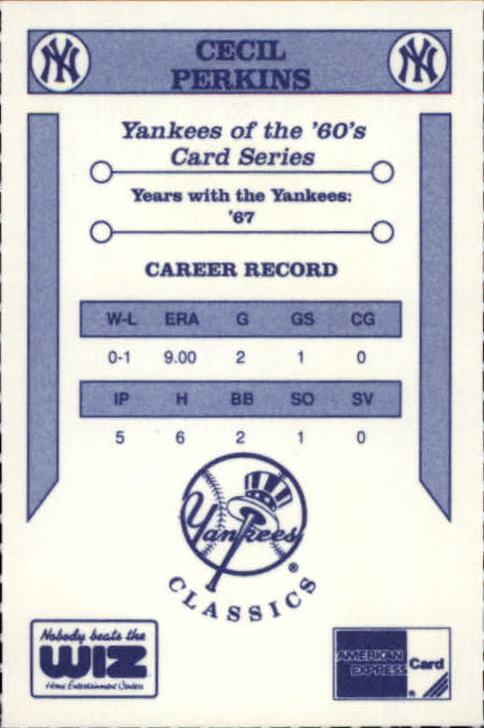 NY
CECIL
PERKINS
NY
Yankees of the '60's
Card Series
Years with the Yankees:
'67
CAREER RECORD
W-L ERA G GS CG
0-1 9.00 2 1 0
IP H BB SO SV
5 6 2 1 0
Yankees
®
CLASSICS
Nobody beats the
WIZ
Home Entertainment Centers
AMERICAN
EXPRESS
Card
®